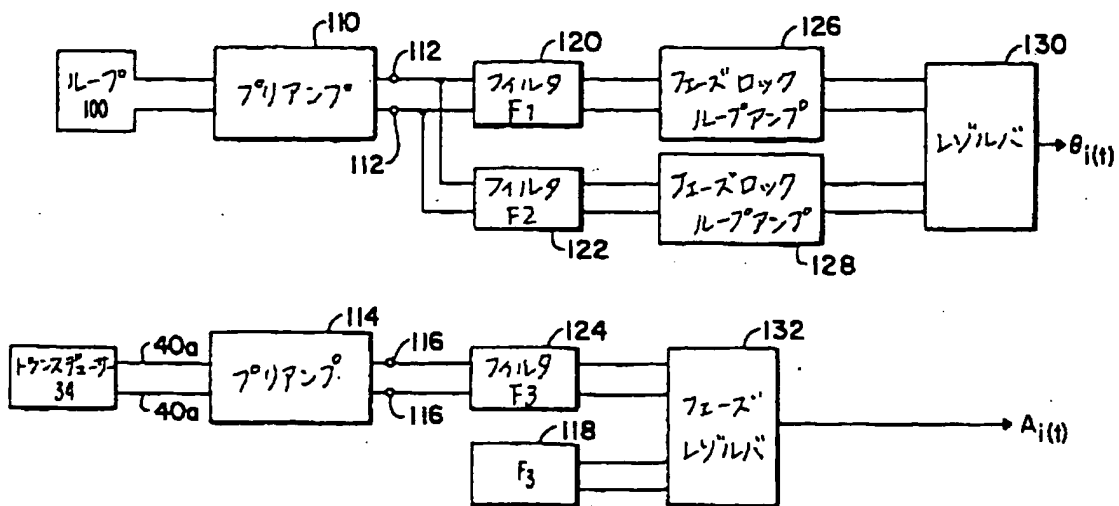 110
112
120
126
130
ループ
100
プリアンプ
フィルタ
F1
フェーズロック
ループアンプ
レゾルバ
θi(t)
112
フィルタ
F2
フェーズロック
ループアンプ
122
128
114
116
124
132
40a
トランスデューサー
34
プリアンプ
フィルタ
F3
フェーズ
レゾルバ
Ai(t)
40a
116
118
F3